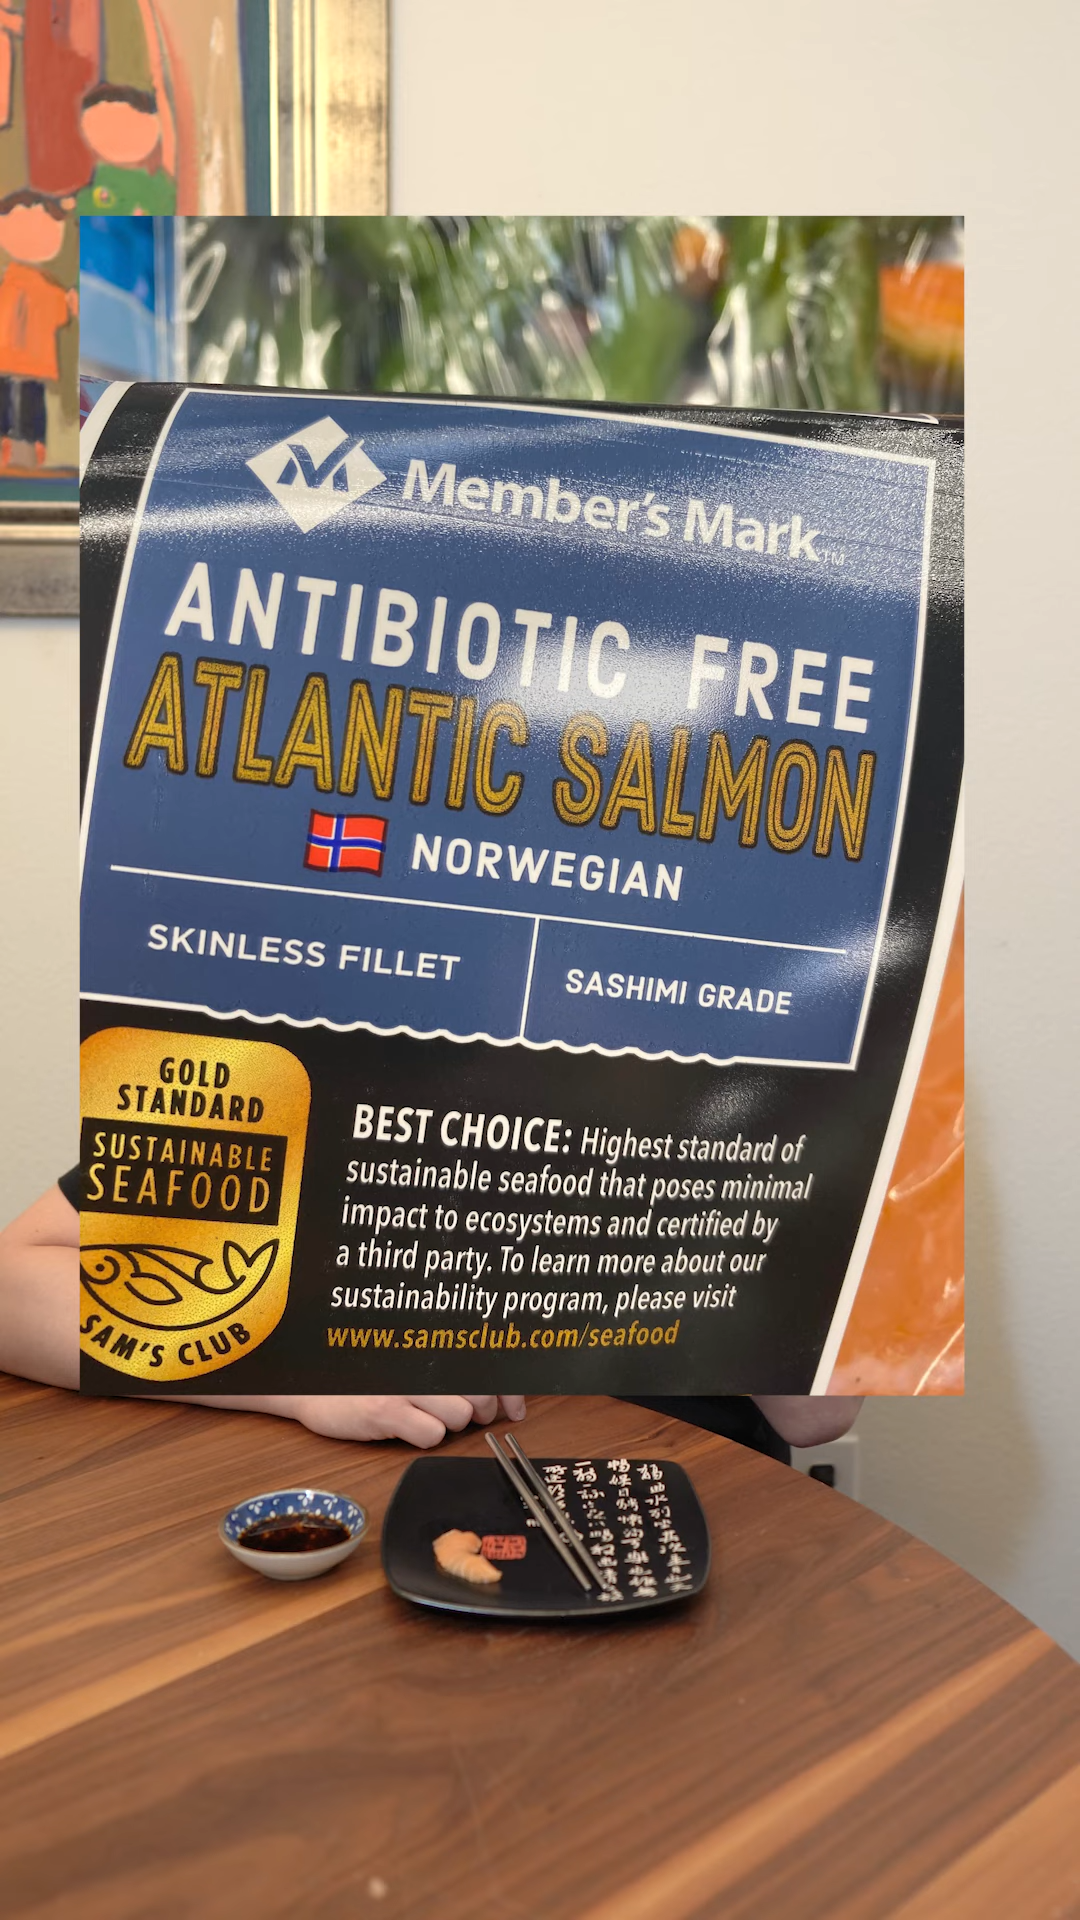 Member's Mark™
ANTIBIOTIC FREE
ATLANTIC SALMON
NORWEGIAN
SKINLESS FILLET
SASHIMI GRADE
GOLD
STANDARD
SUSTAINABLE
SEAFOOD
SAM'S CLUB
BEST CHOICE: Highest standard of
sustainable seafood that poses minimal
impact to ecosystems and certified by
a third party. To learn more about our
sustainability program, please visit
www.samsclub.com/seafood